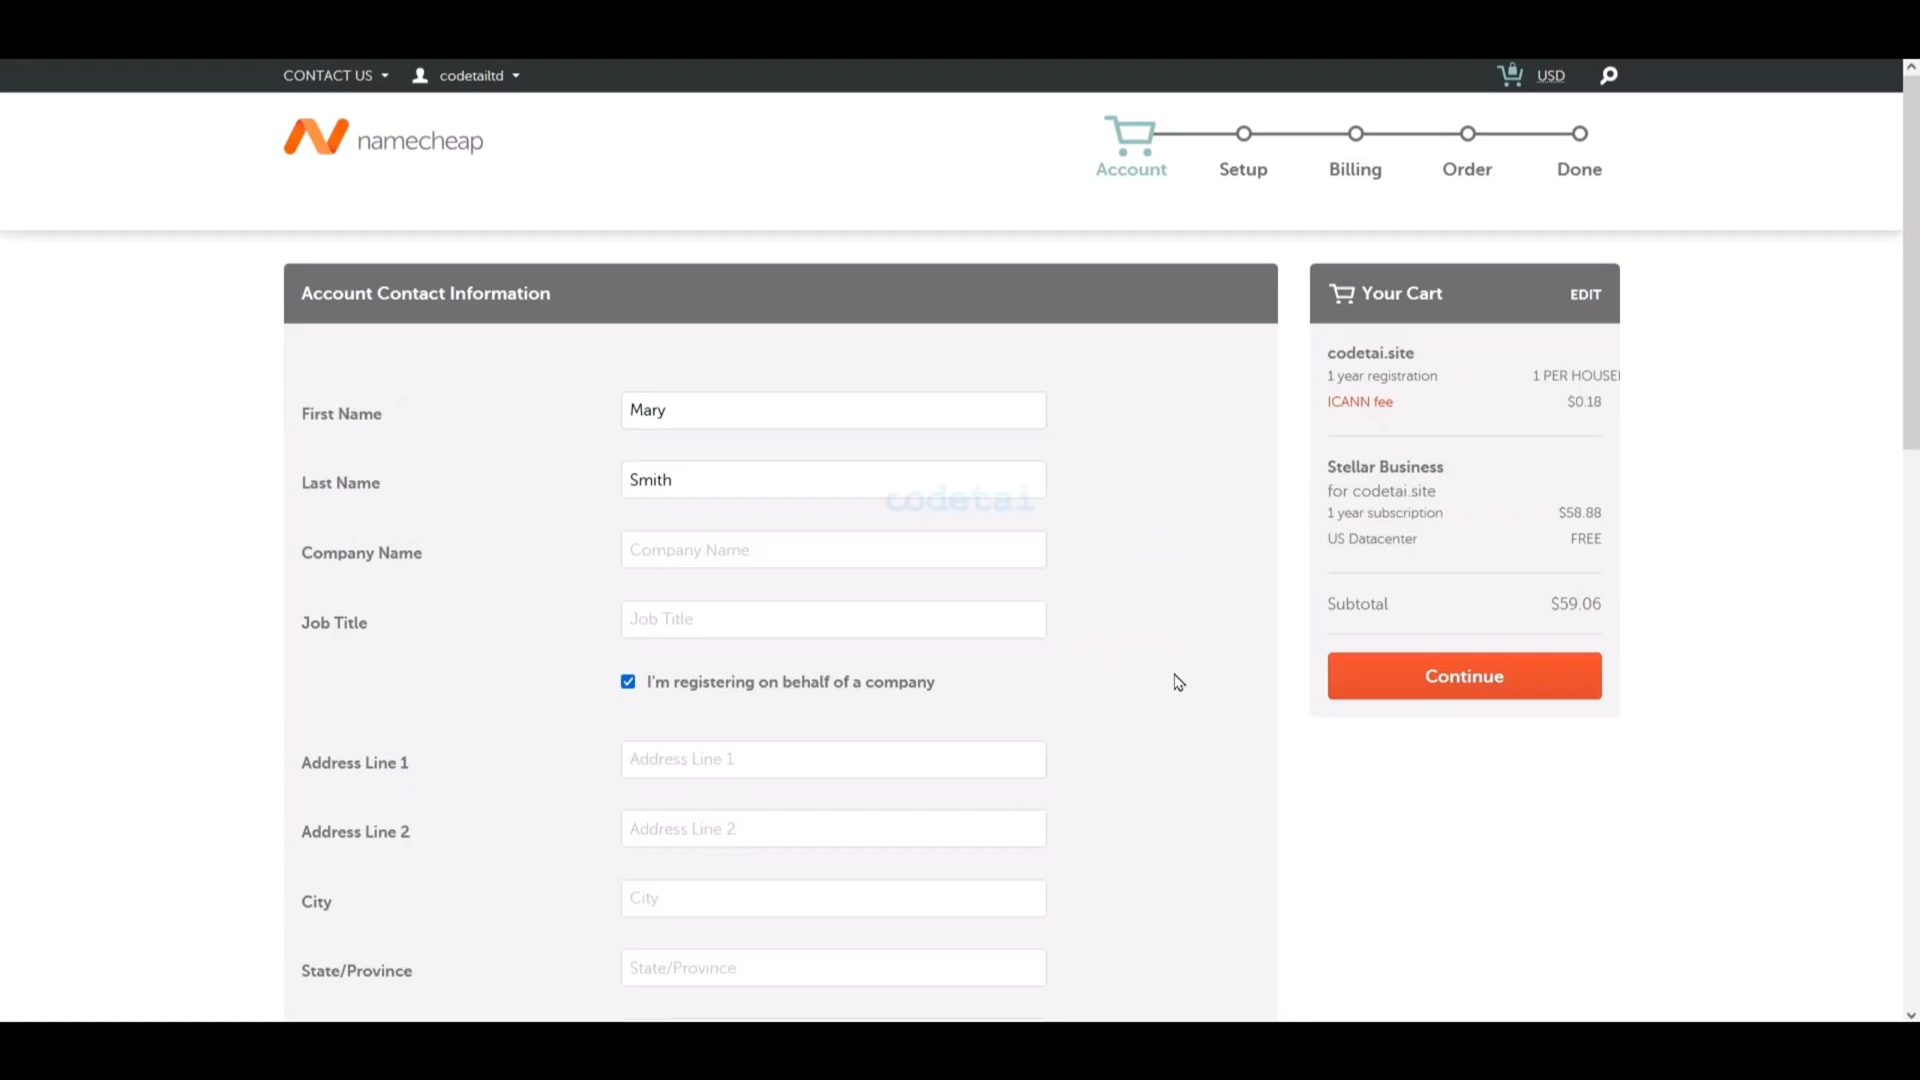 CONTACT US
codetailtd
USD
namecheap
Account
Setup
Billing
Order
Done
Account Contact Information
First Name
Mary
Last Name
Smith
codetai
Company Name
Company Name
Job Title
Job Title
I'm registering on behalf of a company
Address Line 1
Address Line 1
Address Line 2
Address Line 2
City
City
State/Province
State/Province
Your Cart
EDIT
codetai.site
1 year registration 1 PER HOUSE
ICANN fee $0.18
Stellar Business
for codetai.site
1 year subscription $58.88
US Datacenter FREE
Subtotal $59.06
Continue